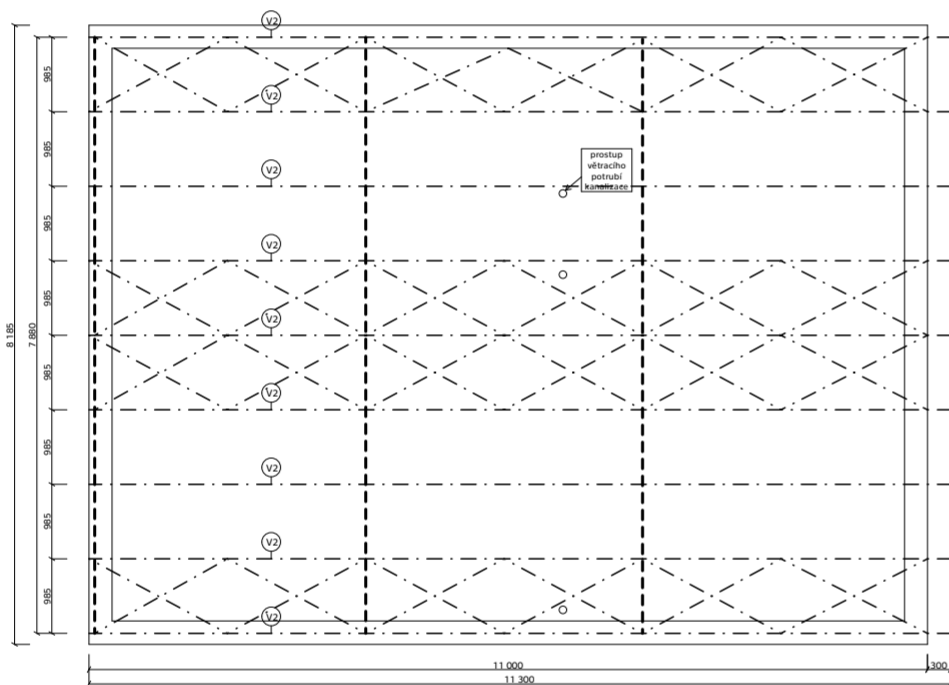 V2
985
V2
985
V2
prostup
větracího
potrubí
kanalizace
985
V2
985
V2
8 185
7 880
985
V2
985
V2
985
V2
985
V2
11 000
300
11 300